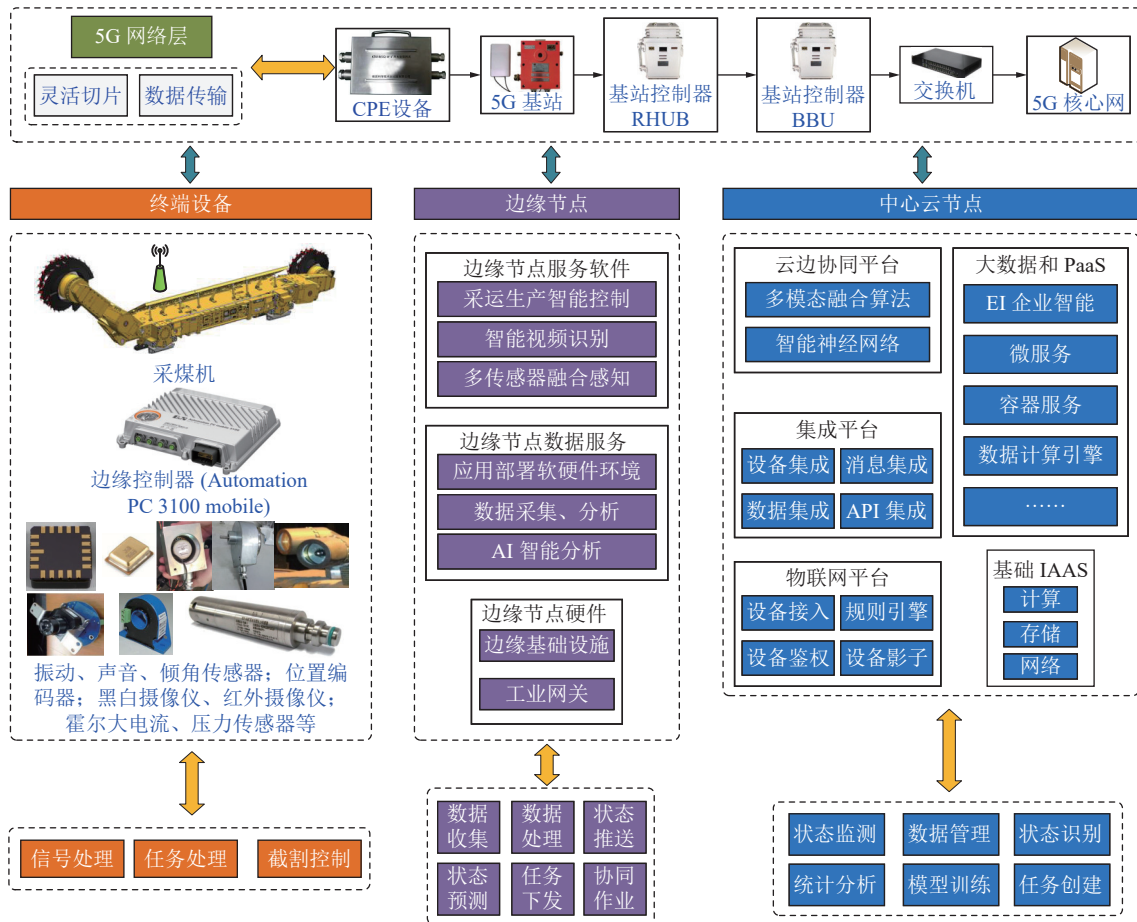 5G 网络层
灵活切片
数据传输
CPE设备
5G 基站
基站控制器
RHUB
基站控制器
BBU
交换机
5G 核心网
终端设备
采煤机
边缘控制器 (Automation
PC 3100 mobile)
振动、声音、倾角传感器；位置编
码器；黑白摄像仪、红外摄像仪；
霍尔大电流、压力传感器等
信号处理
任务处理
截割控制
边缘节点
边缘节点服务软件
采运生产智能控制
智能视频识别
多传感器融合感知
边缘节点数据服务
应用部署软硬件环境
数据采集、分析
AI 智能分析
边缘节点硬件
边缘基础设施
工业网关
数据
收集
数据
处理
状态
推送
状态
预测
任务
下发
协同
作业
中心云节点
云边协同平台
多模态融合算法
智能神经网络
集成平台
设备集成
消息集成
数据集成
API 集成
物联网平台
设备接入
规则引擎
设备鉴权
设备影子
大数据和 PaaS
EI 企业智能
微服务
容器服务
数据计算引擎
……
基础 IAAS
计算
存储
网络
状态监测
数据管理
状态识别
统计分析
模型训练
任务创建